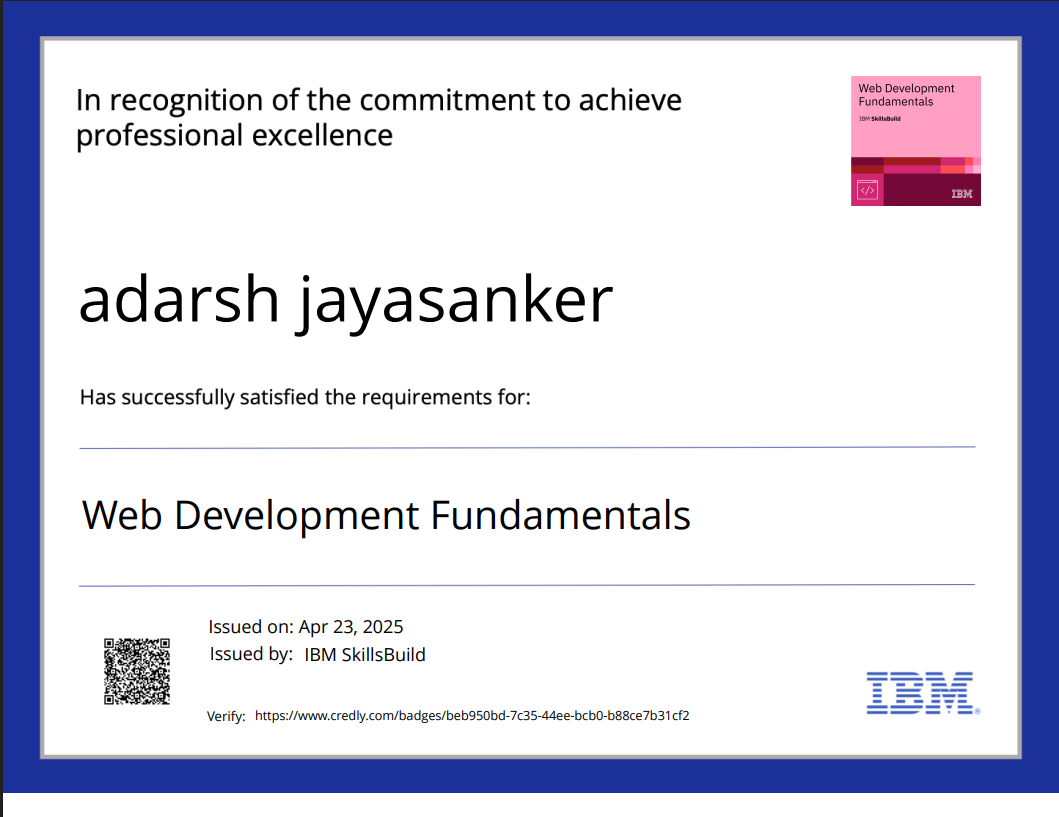 In recognition of the commitment to achieve
professional excellence
Web Development
Fundamentals
IBM SkillsBuild
</>
IBM
adarsh jayasanker
Has successfully satisfied the requirements for:
Web Development Fundamentals
Issued on: Apr 23, 2025
Issued by: IBM SkillsBuild
Verify: https://www.credly.com/badges/beb950bd-7c35-44ee-bcb0-b88ce7b31cf2
IBM®